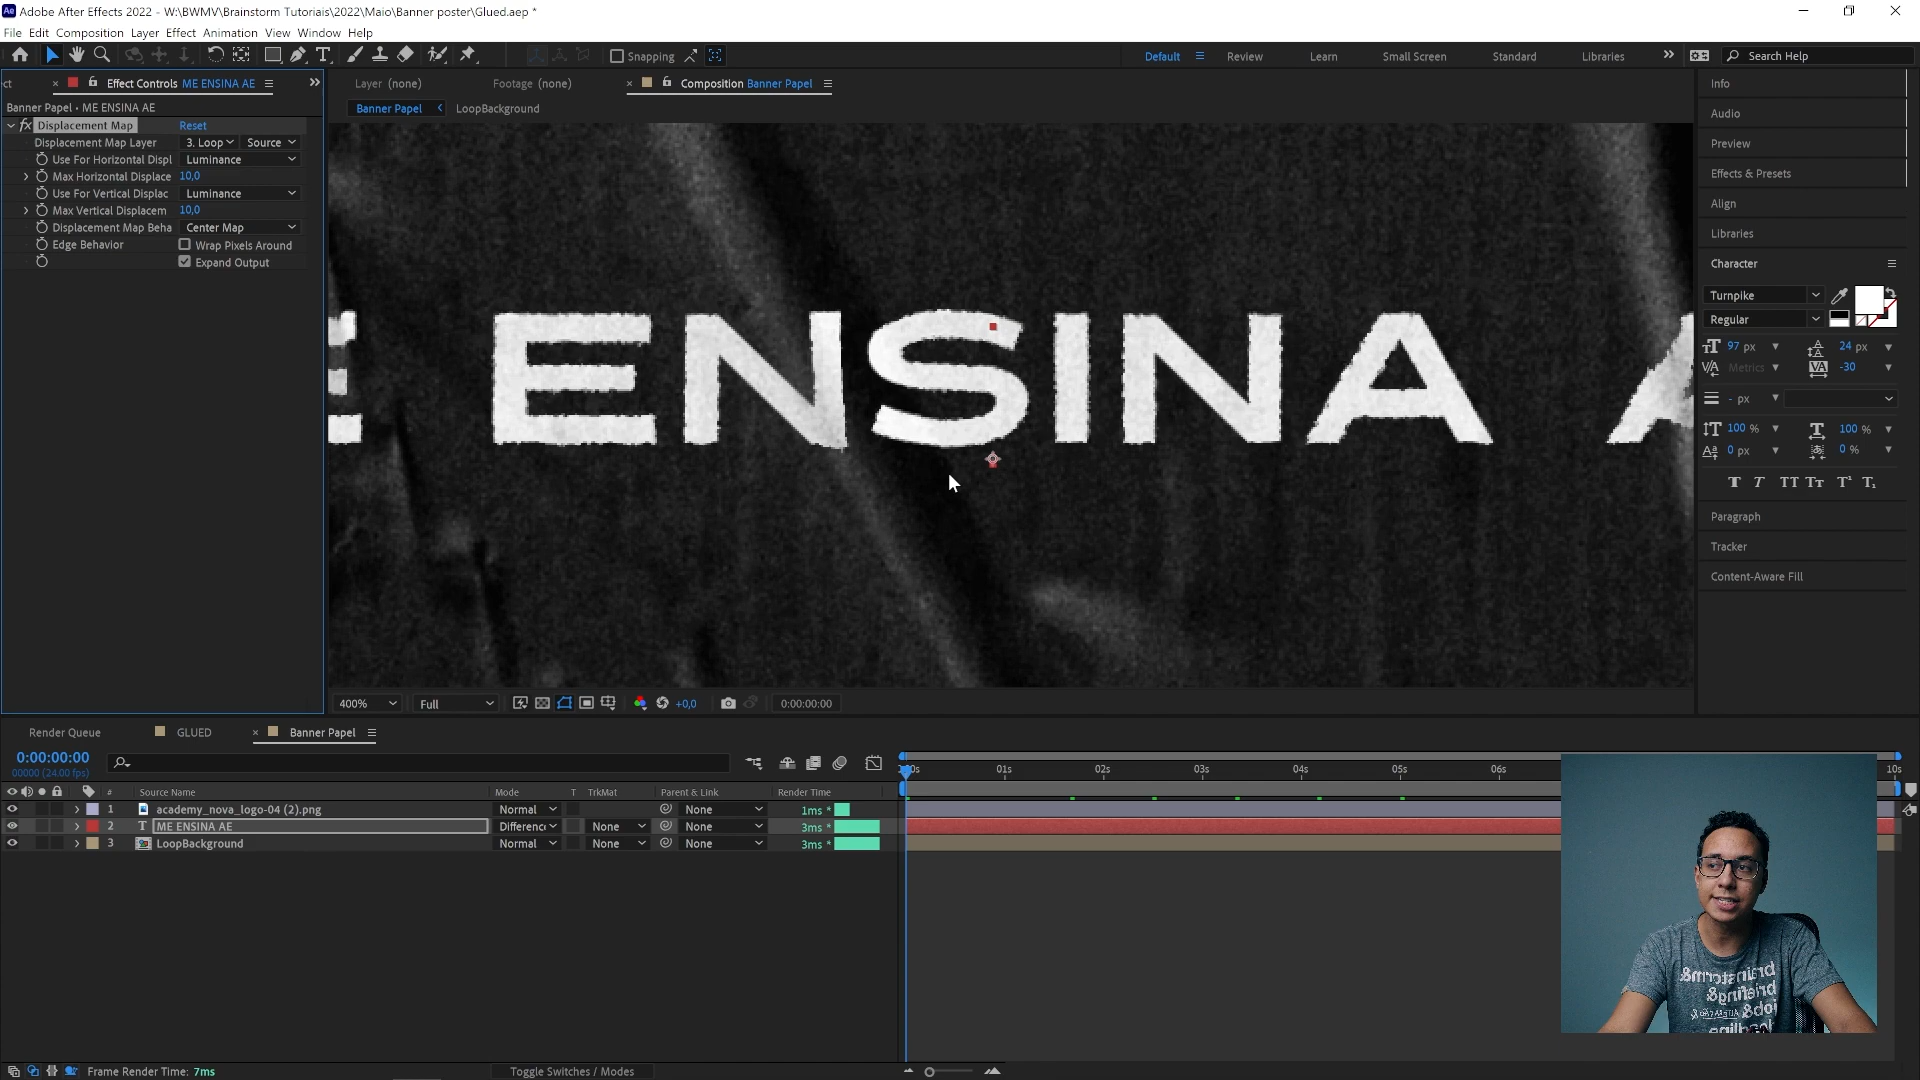 Adobe After Effects 2022 - W:\BWMV\Brainstorm Tutoriais\2022\Maio\Banner poster\Glued.aep *
File Edit Composition Layer Effect Animation View Window Help
Snapping
Default Review Learn Small Screen Standard Libraries Search Help
ct Effect Controls ME ENSINA AE
Layer (none) Footage (none) Composition Banner Papel
Banner Papel • ME ENSINA AE
Banner Papel LoopBackground
fx Displacement Map Reset
Displacement Map Layer 3. Loop Source
Use For Horizontal Displ Luminance
Max Horizontal Displace 10,0
Use For Vertical Displac Luminance
Max Vertical Displacem 10,0
Displacement Map Beha Center Map
Edge Behavior Wrap Pixels Around
Expand Output
E ENSINA A
400% Full +0,0 0:00:00:00
Info
Audio
Preview
Effects & Presets
Align
Libraries
Character
Turnpike
Regular
97 px 24 px
Metrics -30
- px
100 % 100 %
0 px 0 %
Paragraph
Tracker
Content-Aware Fill
Render Queue GLUED Banner Papel
0:00:00:00
00000 (24.00 fps)
# Source Name Mode T TrkMat Parent & Link Render Time
1 academy_nova_logo-04 (2).png Normal None 1ms *
2 T ME ENSINA AE Differenc None None 3ms *
3 LoopBackground Normal None None 3ms *
01s 02s 03s 04s 05s 06s 10s
Frame Render Time: 7ms Toggle Switches / Modes